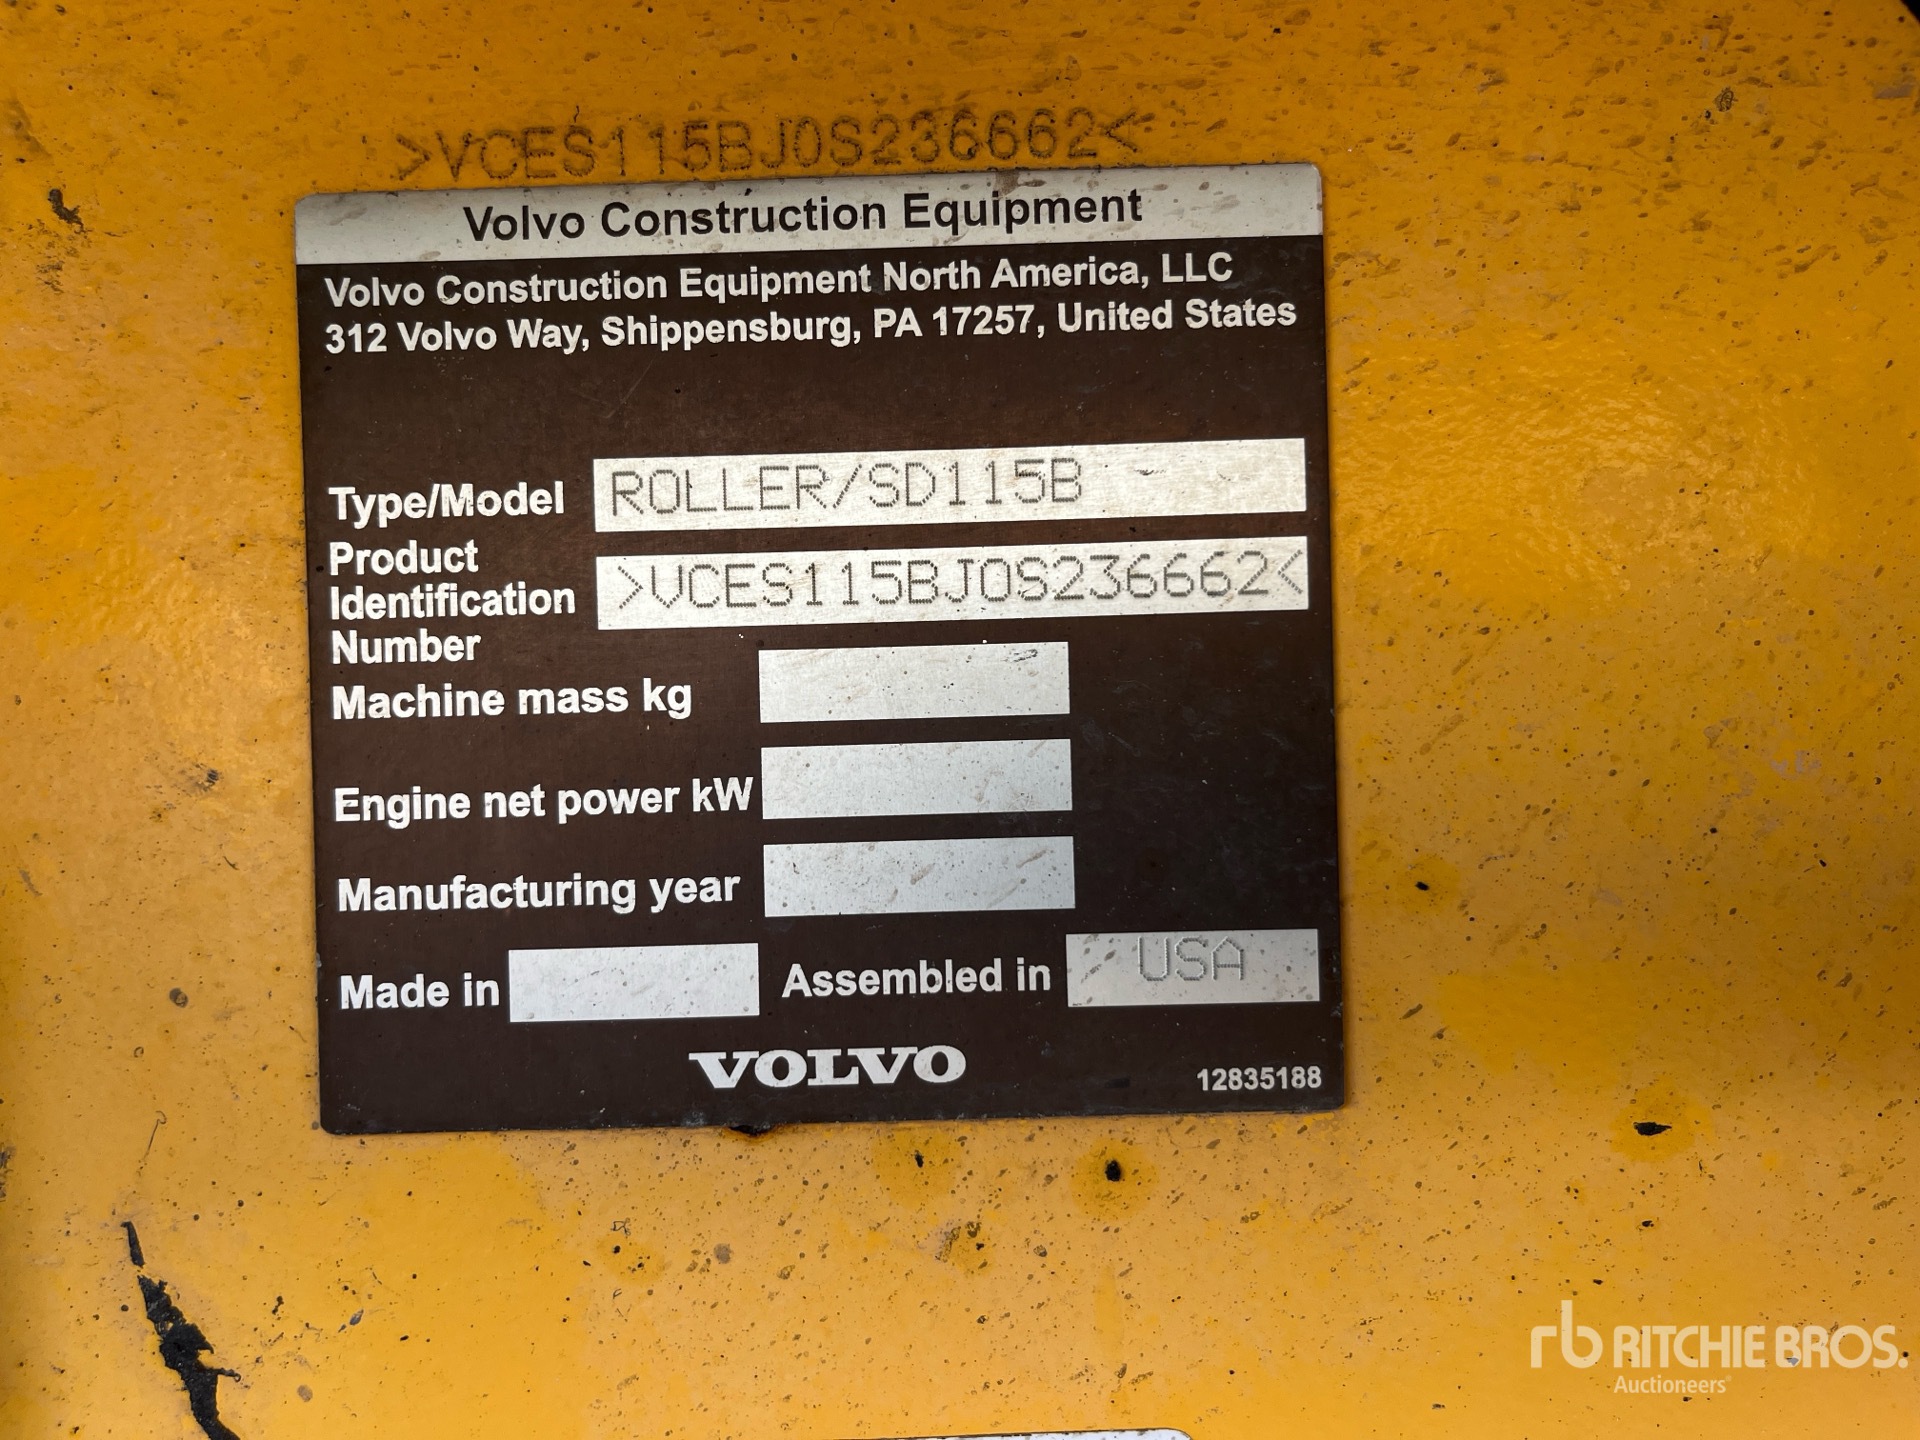 >VCES115BJ0S236662<
Volvo Construction Equipment
Volvo Construction Equipment North America, LLC
312 Volvo Way, Shippensburg, PA 17257, United States
Type/Model ROLLER/SD115B
Product
Identification
Number
>VCES115BJ0S236662<
Machine mass kg
Engine net power kW
Manufacturing year
Made in
Assembled in USA
VOLVO
12835188
rb RITCHIE BROS.
Auctioneers